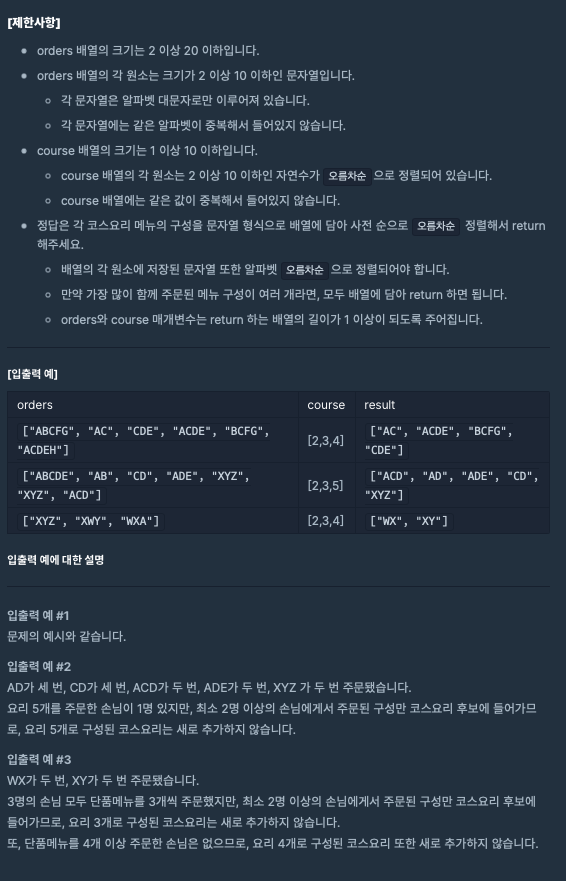 [제한사항]
orders 배열의 크기는 2 이상 20 이하입니다.
orders 배열의 각 원소는 크기가 2 이상 10 이하인 문자열입니다.
각 문자열은 알파벳 대문자로만 이루어져 있습니다.
각 문자열에는 같은 알파벳이 중복해서 들어있지 않습니다.
course 배열의 크기는 1 이상 10 이하입니다.
course 배열의 각 원소는 2 이상 10 이하인 자연수가 오름차순 으로 정렬되어 있습니다.
course 배열에는 같은 값이 중복해서 들어있지 않습니다.
정답은 각 코스요리 메뉴의 구성을 문자열 형식으로 배열에 담아 사전 순으로 오름차순 정렬해서 return
해주세요.
배열의 각 원소에 저장된 문자열 또한 알파벳 오름차순 으로 정렬되어야 합니다.
만약 가장 많이 함께 주문된 메뉴 구성이 여러 개라면, 모두 배열에 담아 return 하면 됩니다.
orders와 course 매개변수는 return 하는 배열의 길이가 1 이상이 되도록 주어집니다.
[입출력 예]
orders course result
["ABCFG", "AC", "CDE", "ACDE", "BCFG",
"ACDEH"] [2,3,4] ["AC", "ACDE", "BCFG",
"CDE"]
["ABCDE", "AB", "CD", "ADE", "XYZ",
"XYZ", "ACD"] [2,3,5] ["ACD", "AD", "ADE", "CD",
"XYZ"]
["XYZ", "XWY", "WXA"] [2,3,4] ["WX", "XY"]
입출력 예에 대한 설명
입출력 예 #1
문제의 예시와 같습니다.
입출력 예 #2
AD가 세 번, CD가 세 번, ACD가 두 번, ADE가 두 번, XYZ 가 두 번 주문됐습니다.
요리 5개를 주문한 손님이 1명 있지만, 최소 2명 이상의 손님에게서 주문된 구성만 코스요리 후보에 들어가므
로, 요리 5개로 구성된 코스요리는 새로 추가하지 않습니다.
입출력 예 #3
WX가 두 번, XY가 두 번 주문됐습니다.
3명의 손님 모두 단품메뉴를 3개씩 주문했지만, 최소 2명 이상의 손님에게서 주문된 구성만 코스요리 후보에
들어가므로, 요리 3개로 구성된 코스요리는 새로 추가하지 않습니다.
또, 단품메뉴를 4개 이상 주문한 손님은 없으므로, 요리 4개로 구성된 코스요리 또한 새로 추가하지 않습니다.